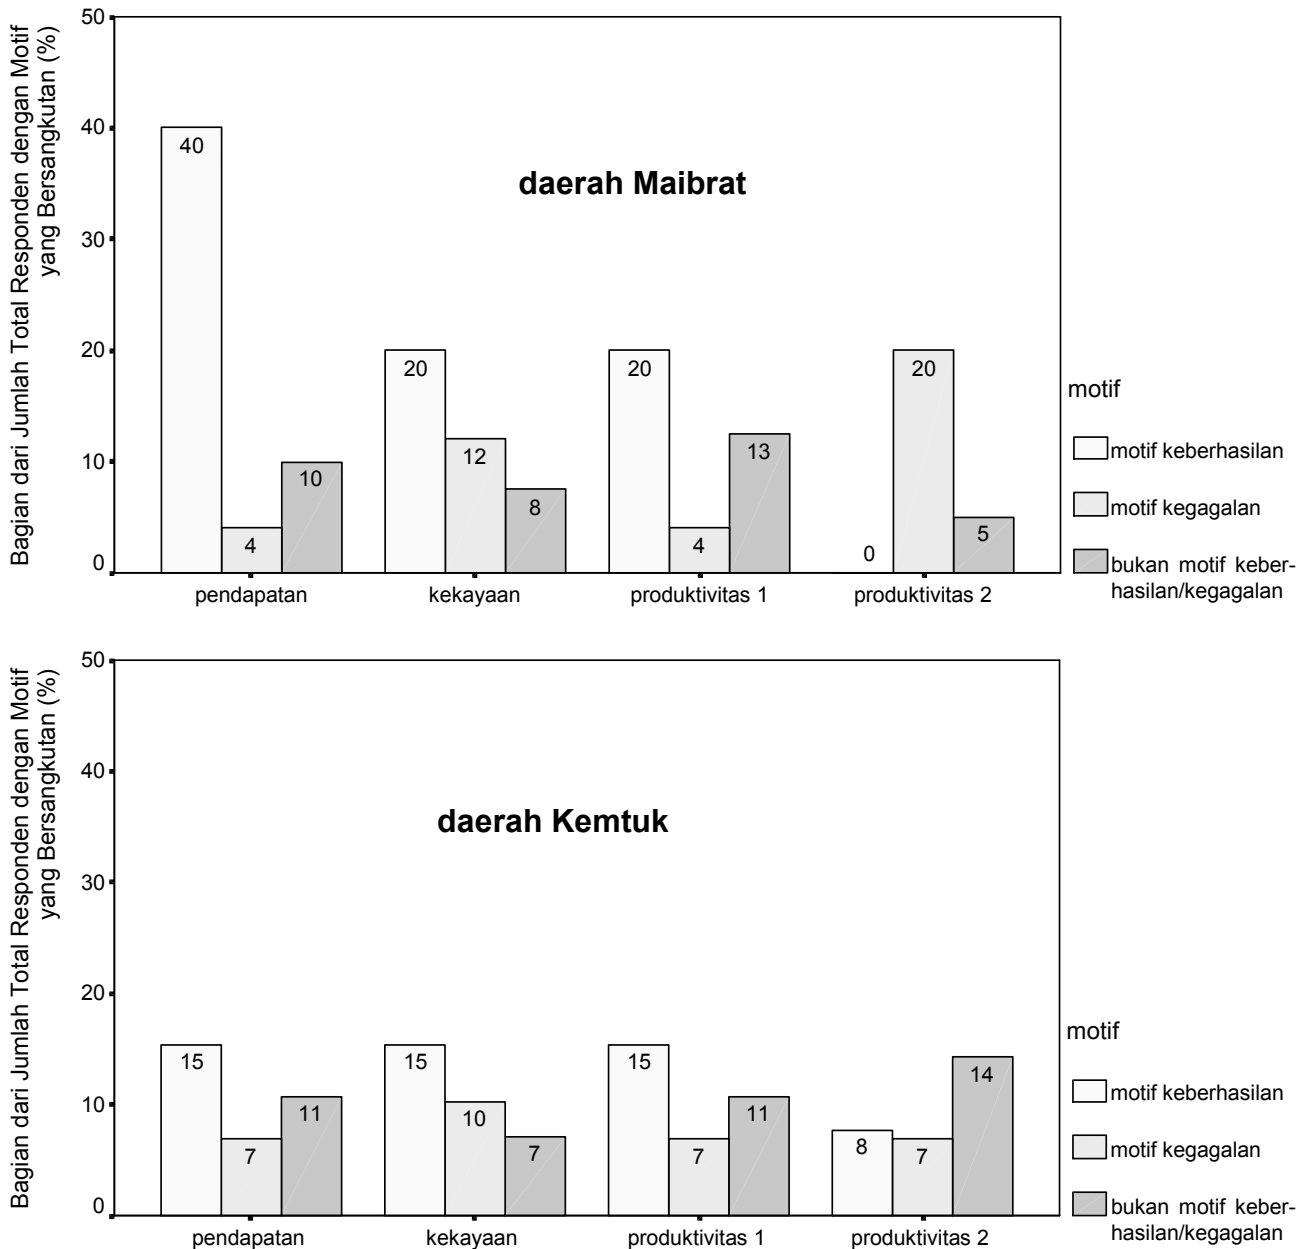 Bagian dari Jumlah Total Responden dengan Motif
yang Bersangkutan (%)
50
40
30
20
10
0
daerah Maibrat
40
4
10
20
12
8
20
4
13
0
20
5
pendapatan
kekayaan
produktivitas 1
produktivitas 2
motif
motif keberhasilan
motif kegagalan
bukan motif keber-
hasilan/kegagalan
Bagian dari Jumlah Total Responden dengan Motif
yang Bersangkutan (%)
50
40
30
20
10
0
daerah Kemtuk
15
7
11
15
10
7
15
7
11
8
7
14
pendapatan
kekayaan
produktivitas 1
produktivitas 2
motif
motif keberhasilan
motif kegagalan
bukan motif keber-
hasilan/kegagalan